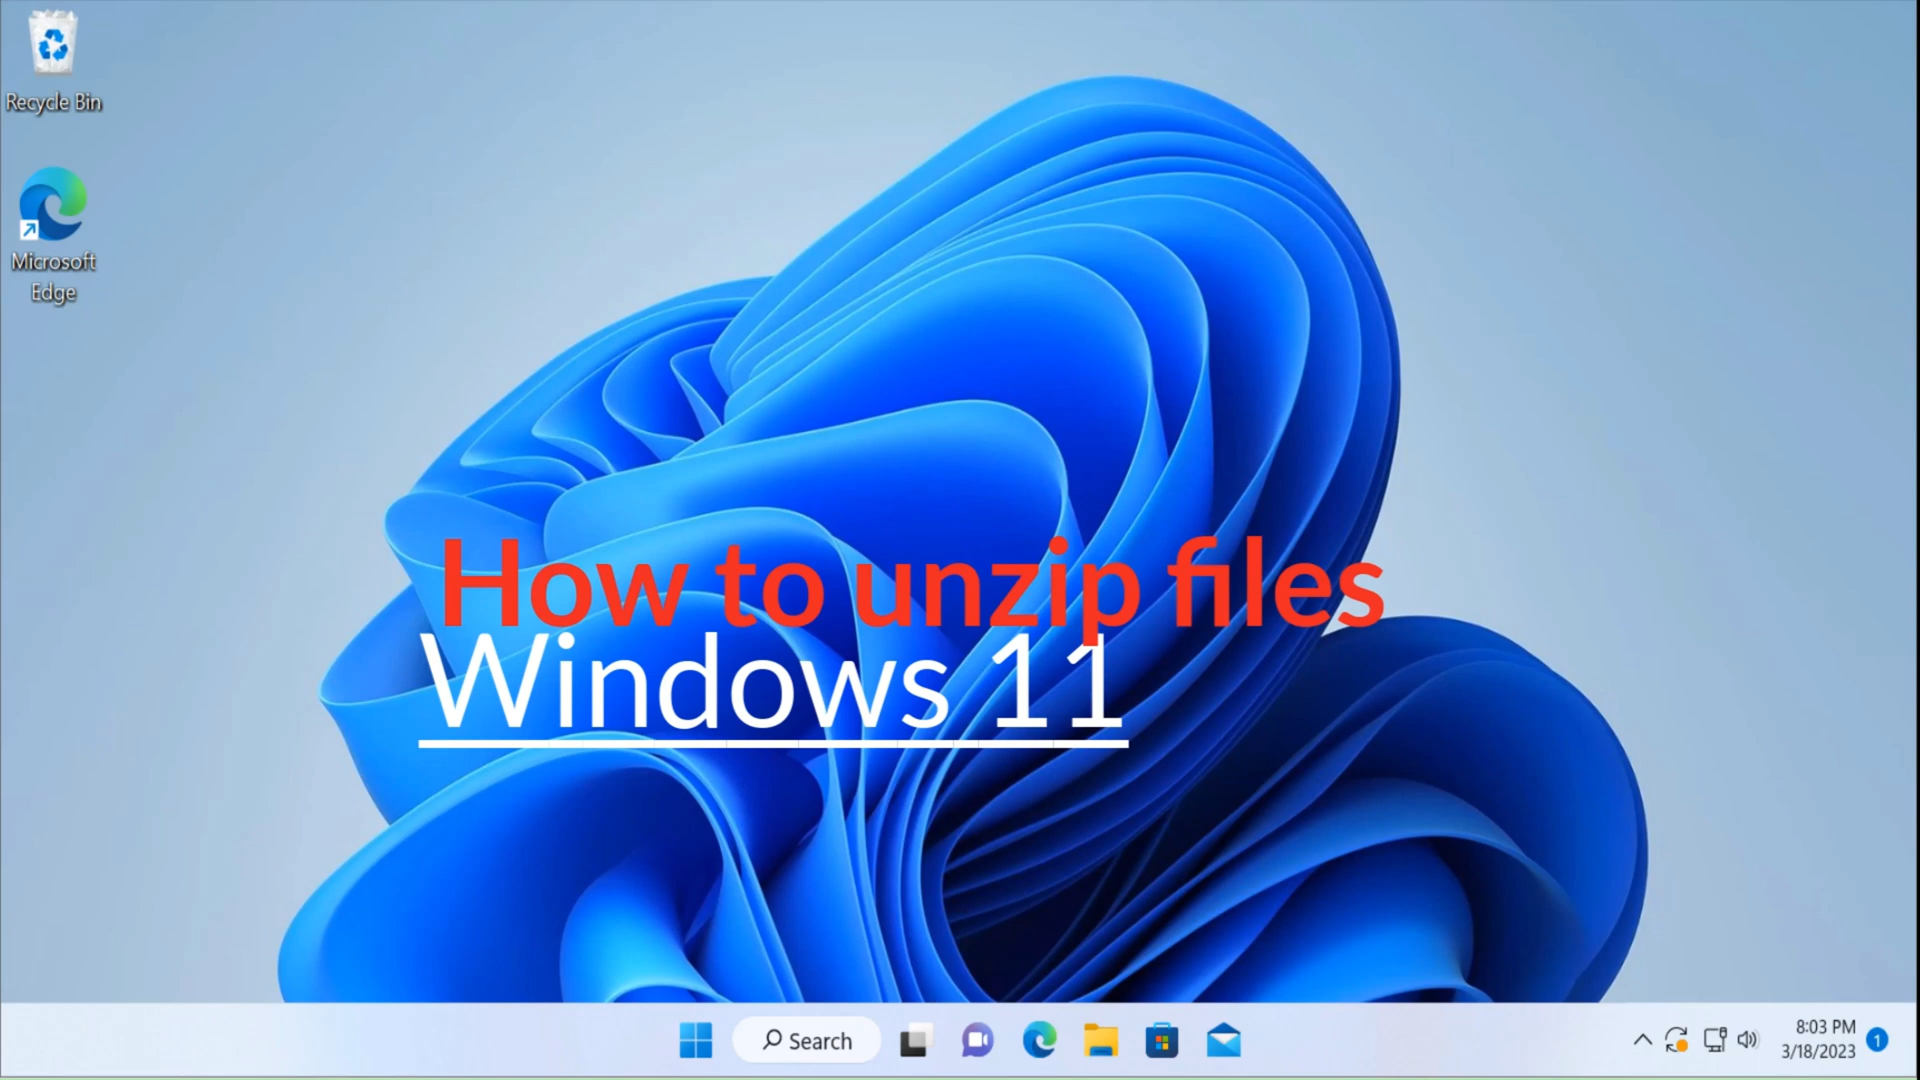 Recycle Bin
Microsoft
Edge
How to unzip files
Windows 11
Search
8:03 PM
3/18/2023
1